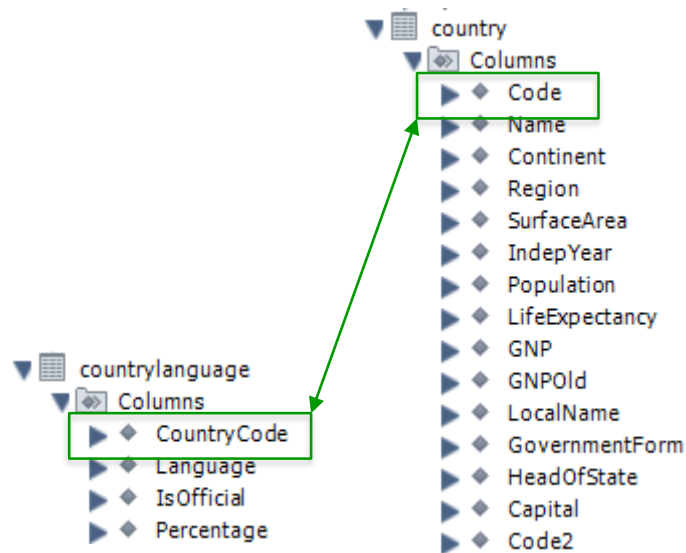 country
Columns
Code
Name
Continent
Region
SurfaceArea
IndepYear
Population
LifeExpectancy
GNP
GNPOld
LocalName
GovernmentForm
HeadOfState
Capital
Code2
countrylanguage
Columns
CountryCode
Language
IsOfficial
Percentage